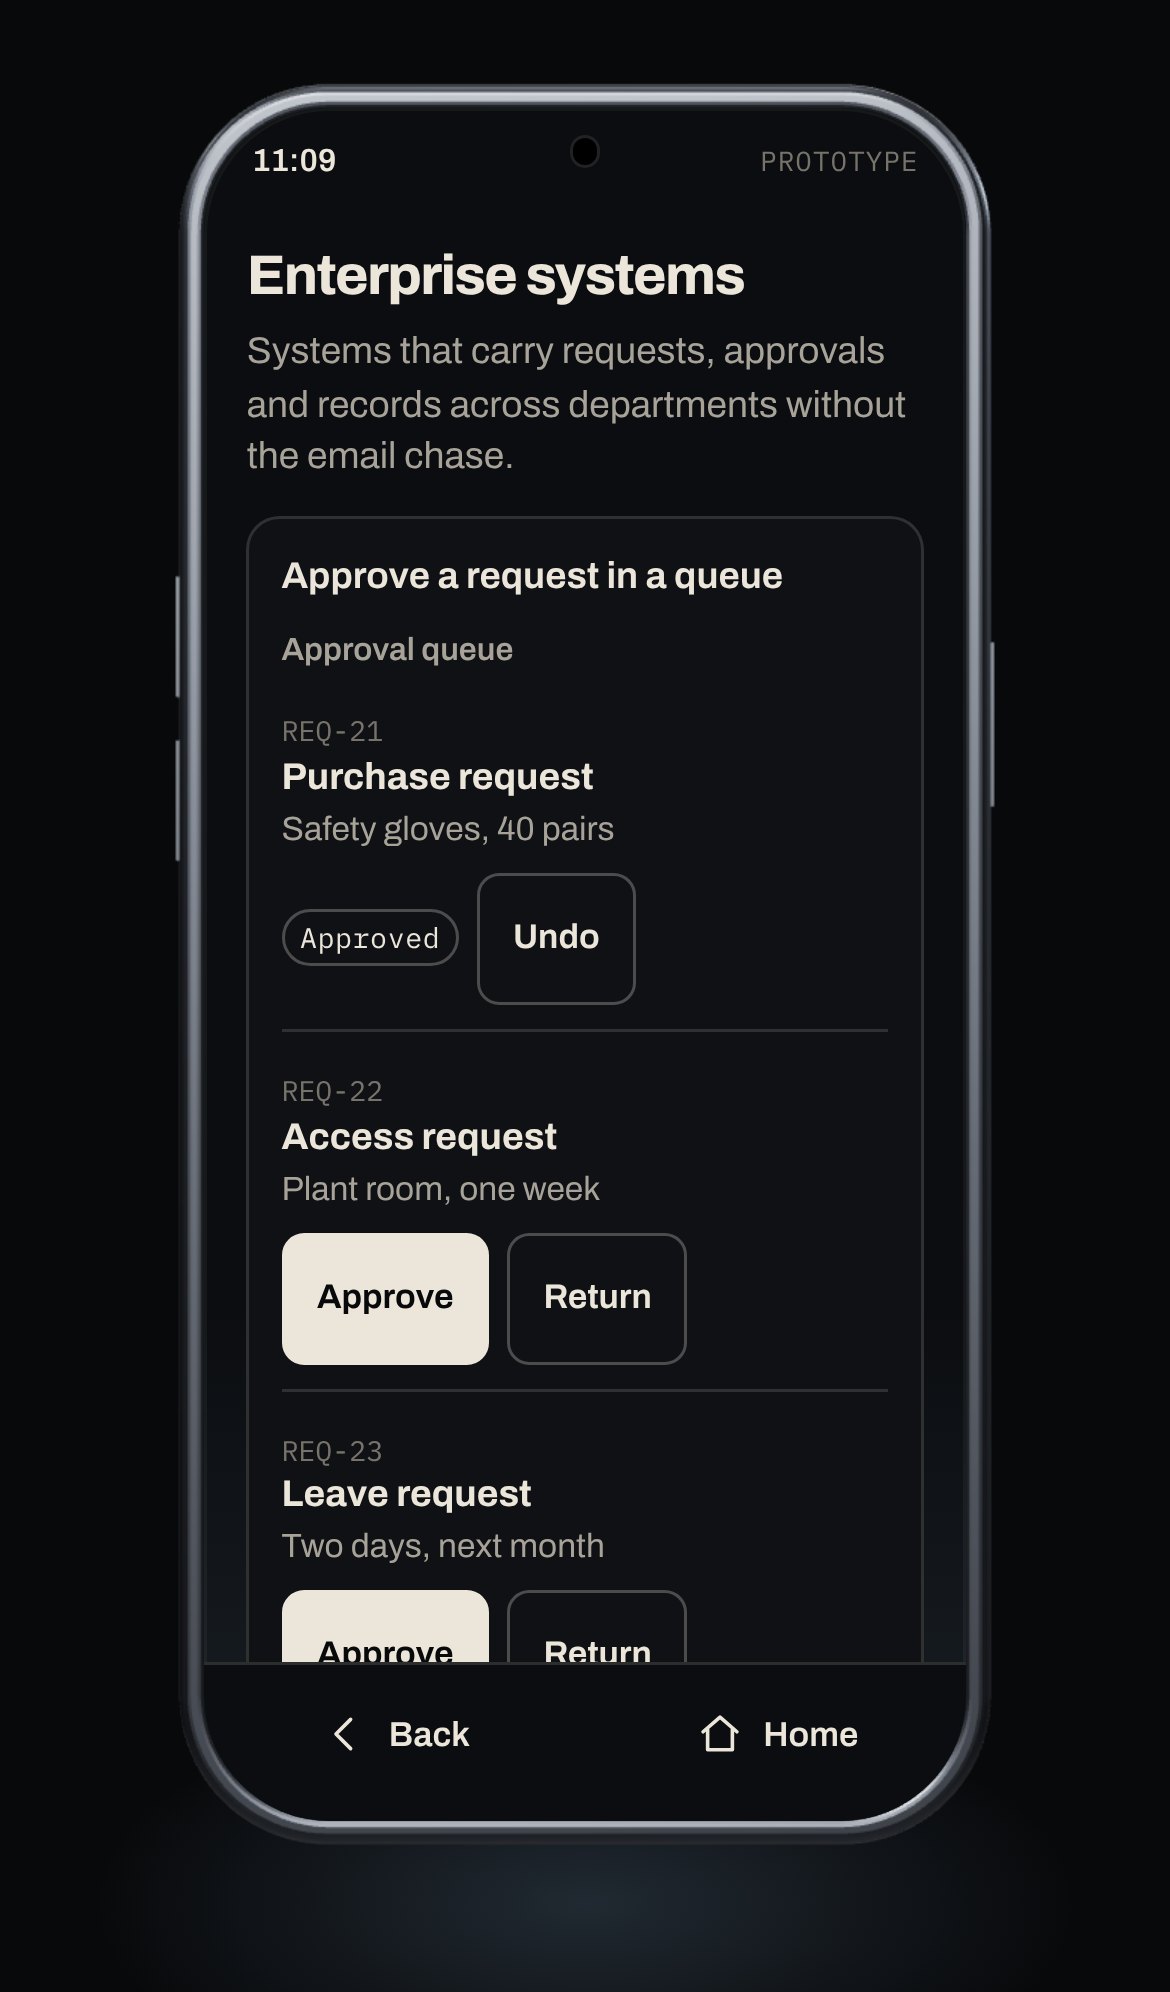 11:09
PROTOTYPE
Enterprise systems
Systems that carry requests, approvals
and records across departments without
the email chase.
Approve a request in a queue
Approval queue
REQ-21
Purchase request
Safety gloves, 40 pairs
Approved
Undo
REQ-22
Access request
Plant room, one week
Approve
Return
REQ-23
Leave request
Two days, next month
Approve
Return
Back
Home